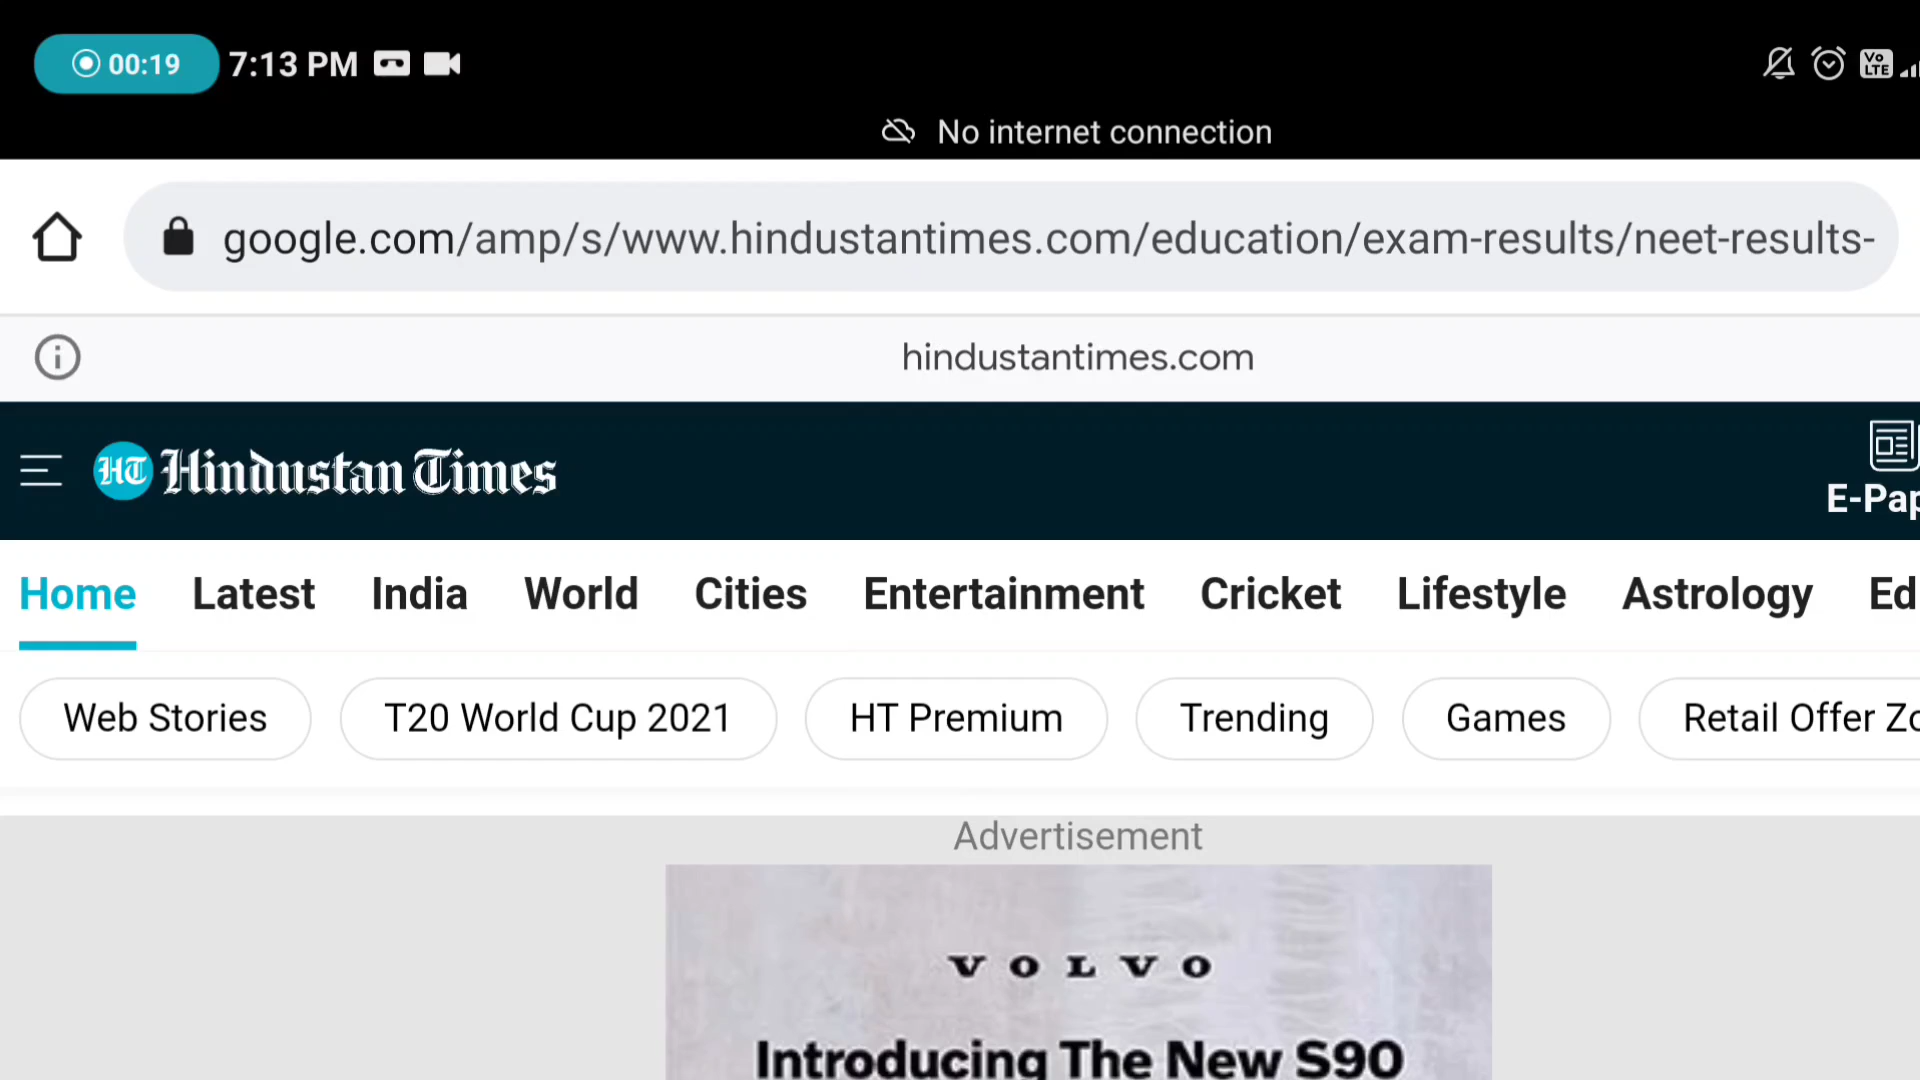 00:19 7:13 PM Vo LTE
No internet connection
google.com/amp/s/www.hindustantimes.com/education/exam-results/neet-results-
hindustantimes.com
HT Hindustan Times
E-Pap
Home Latest India World Cities Entertainment Cricket Lifestyle Astrology Ed
Web Stories T20 World Cup 2021 HT Premium Trending Games Retail Offer Zo
Advertisement
VOLVO
Introducing The New S90